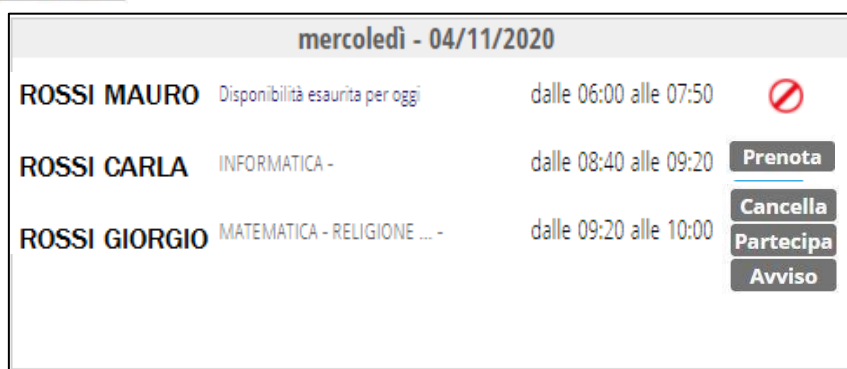 mercoledì - 04/11/2020
ROSSI MAURO Disponibilità esaurita per oggi dalle 06:00 alle 07:50
ROSSI CARLA INFORMATICA - dalle 08:40 alle 09:20 Prenota
Cancella
ROSSI GIORGIO MATEMATICA - RELIGIONE ... - dalle 09:20 alle 10:00 Partecipa
Avviso